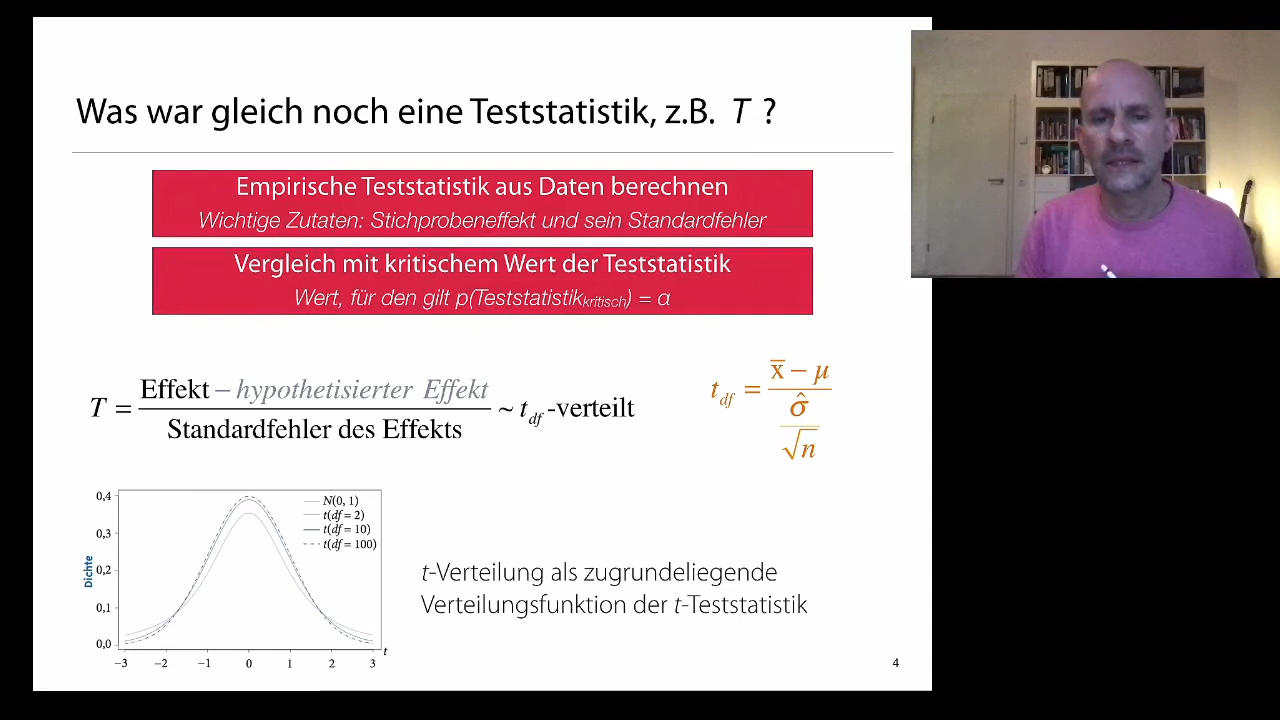 Was war gleich noch eine Teststatistik, z.B. T ?
Empirische Teststatistik aus Daten berechnen
Wichtige Zutaten: Stichprobeneffekt und sein Standardfehler
Vergleich mit kritischem Wert der Teststatistik
Wert, für den gilt p(Teststatistik_kritisch) = α
T = (Effekt − hypothetisierter Effekt) / (Standardfehler des Effekts) ~ t_df-verteilt
t_df = (x̅ − μ) / (σ̂ / √n)
N(0, 1)
t(df = 2)
t(df = 10)
t(df = 100)
Dichte
0,4
0,3
0,2
0,1
0,0
−3 −2 −1 0 1 2 3
t
t-Verteilung als zugrundeliegende
Verteilungsfunktion der t-Teststatistik
4